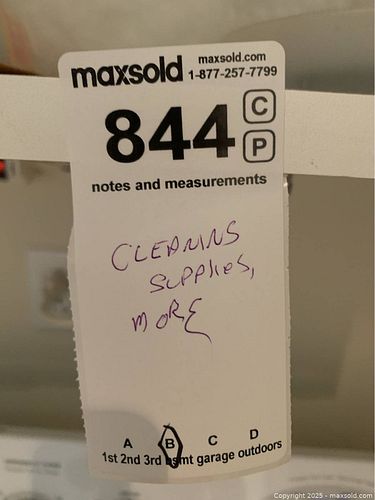 maxsold maxsold.com
1-877-257-7799
844 C
P
notes and measurements
CLEANING
SUPPLIES,
MORE
A B C D
1st 2nd 3rd bsmt garage outdoors
Copyright 2025 - maxsold.com